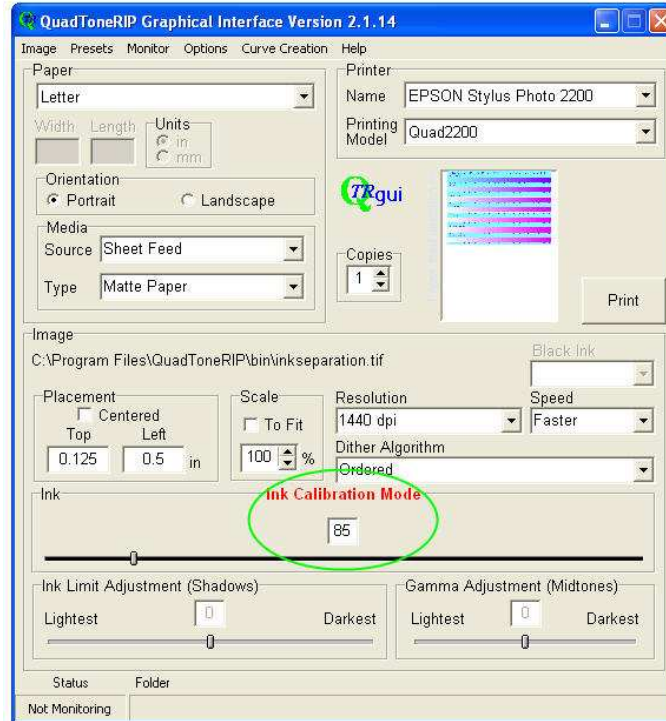 QuadToneRIP Graphical Interface Version 2.1.14
Image Presets Monitor Options Curve Creation Help
Paper
Letter
Width Length Units
in
mm
Orientation
Portrait Landscape
Media
Source Sheet Feed
Type Matte Paper
Printer
Name EPSON Stylus Photo 2200
Printing
Model Quad2200
QTRgui
Copies
1
Print
Image
C:\Program Files\QuadToneRIP\bin\inkseparation.tif
Black Ink
Placement
Centered
Top Left
0.125 0.5 in
Scale
To Fit
100 %
Resolution Speed
1440 dpi Faster
Dither Algorithm
Ordered
Ink
Ink Calibration Mode
85
Ink Limit Adjustment (Shadows)
Lightest 0 Darkest
Gamma Adjustment (Midtones)
Lightest 0 Darkest
Status Folder
Not Monitoring